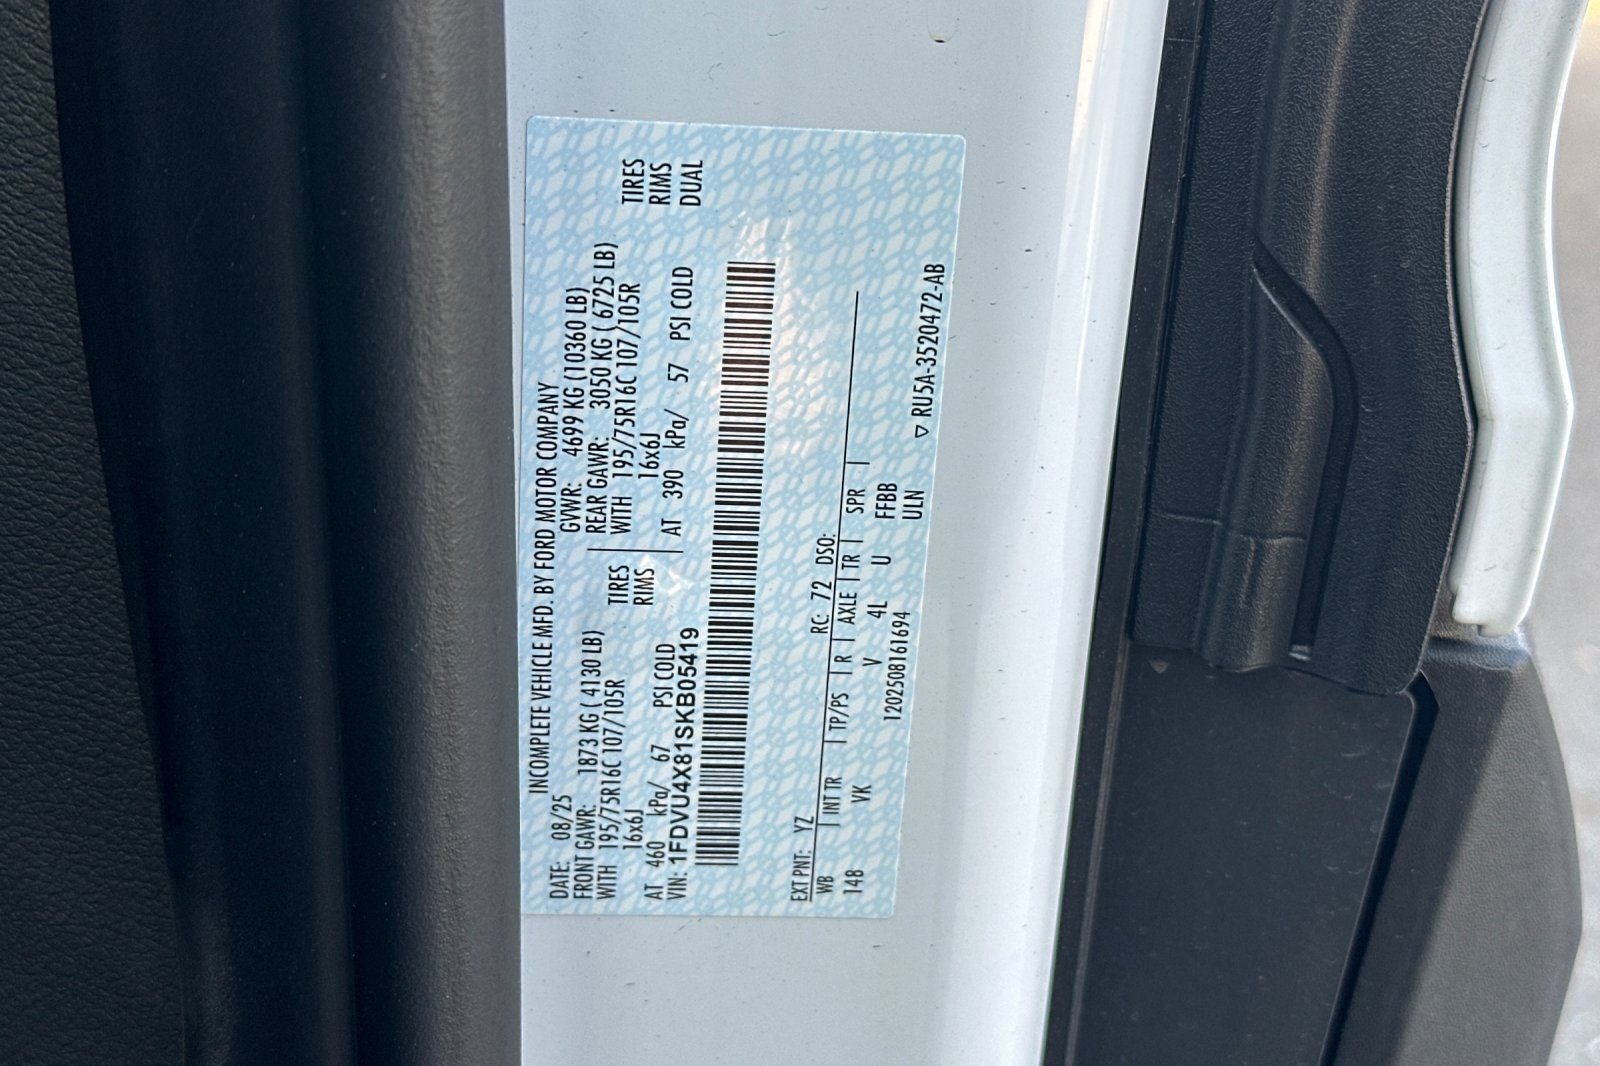 INCOMPLETE VEHICLE MFD. BY FORD MOTOR COMPANY
DATE: 08/25 GVWR: 4699 KG (10360 LB)
FRONT GAWR: 1873 KG ( 4130 LB) REAR GAWR: 3050 KG ( 6725 LB)
WITH 195/75R16C 107/105R TIRES WITH 195/75R16C 107/105R TIRES
16x6J RIMS 16x6J RIMS
AT 460 kPa/ 67 PSI COLD AT 390 kPa/ 57 PSI COLD DUAL
VIN: 1FDVU4X81SKB05419
EXT PNT: YZ RC: 72 DSO:
WB INT TR TP/PS R AXLE TR SPR
148 VK V 4L U FFBB
1202508161694 ULN
▽ RU5A-3520472-AB